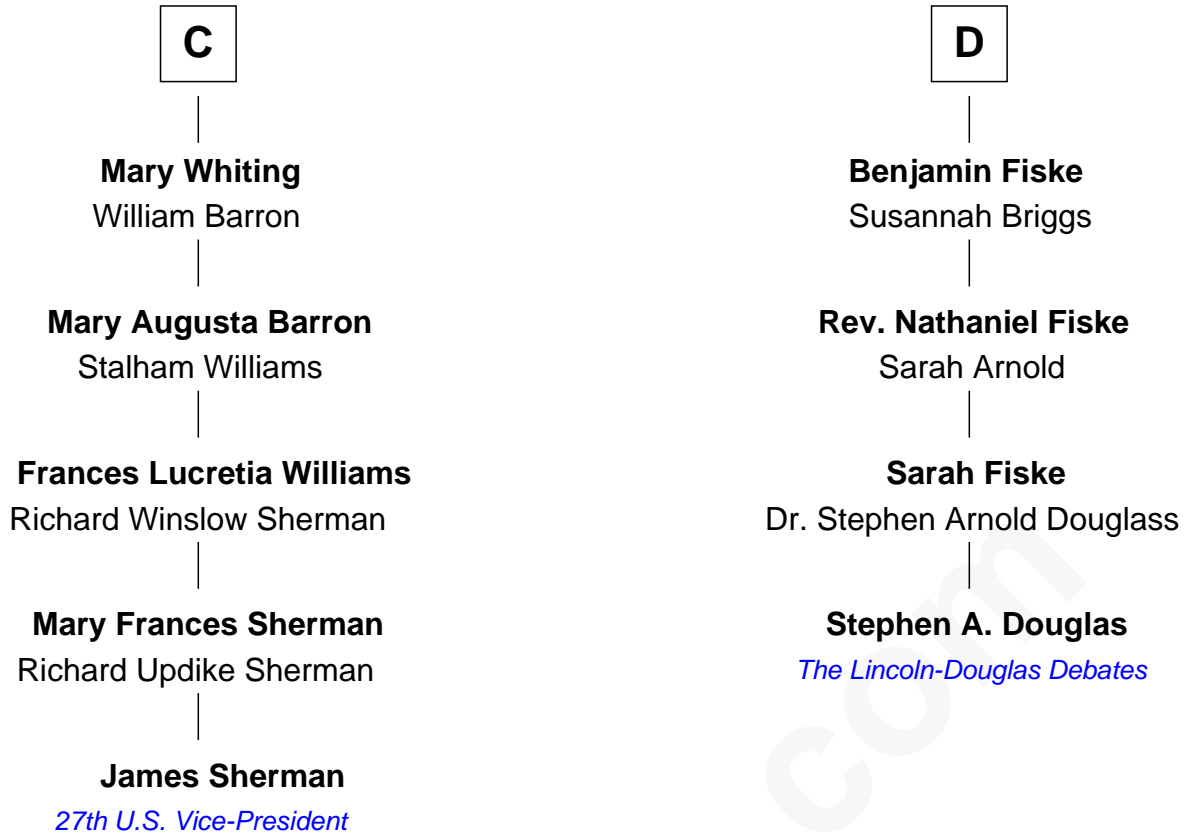 C
Mary Whiting
William Barron
Mary Augusta Barron
Stalham Williams
Frances Lucretia Williams
Richard Winslow Sherman
Mary Frances Sherman
Richard Updike Sherman
James Sherman
27th U.S. Vice-President
D
Benjamin Fiske
Susannah Briggs
Rev. Nathaniel Fiske
Sarah Arnold
Sarah Fiske
Dr. Stephen Arnold Douglass
Stephen A. Douglas
The Lincoln-Douglas Debates
com